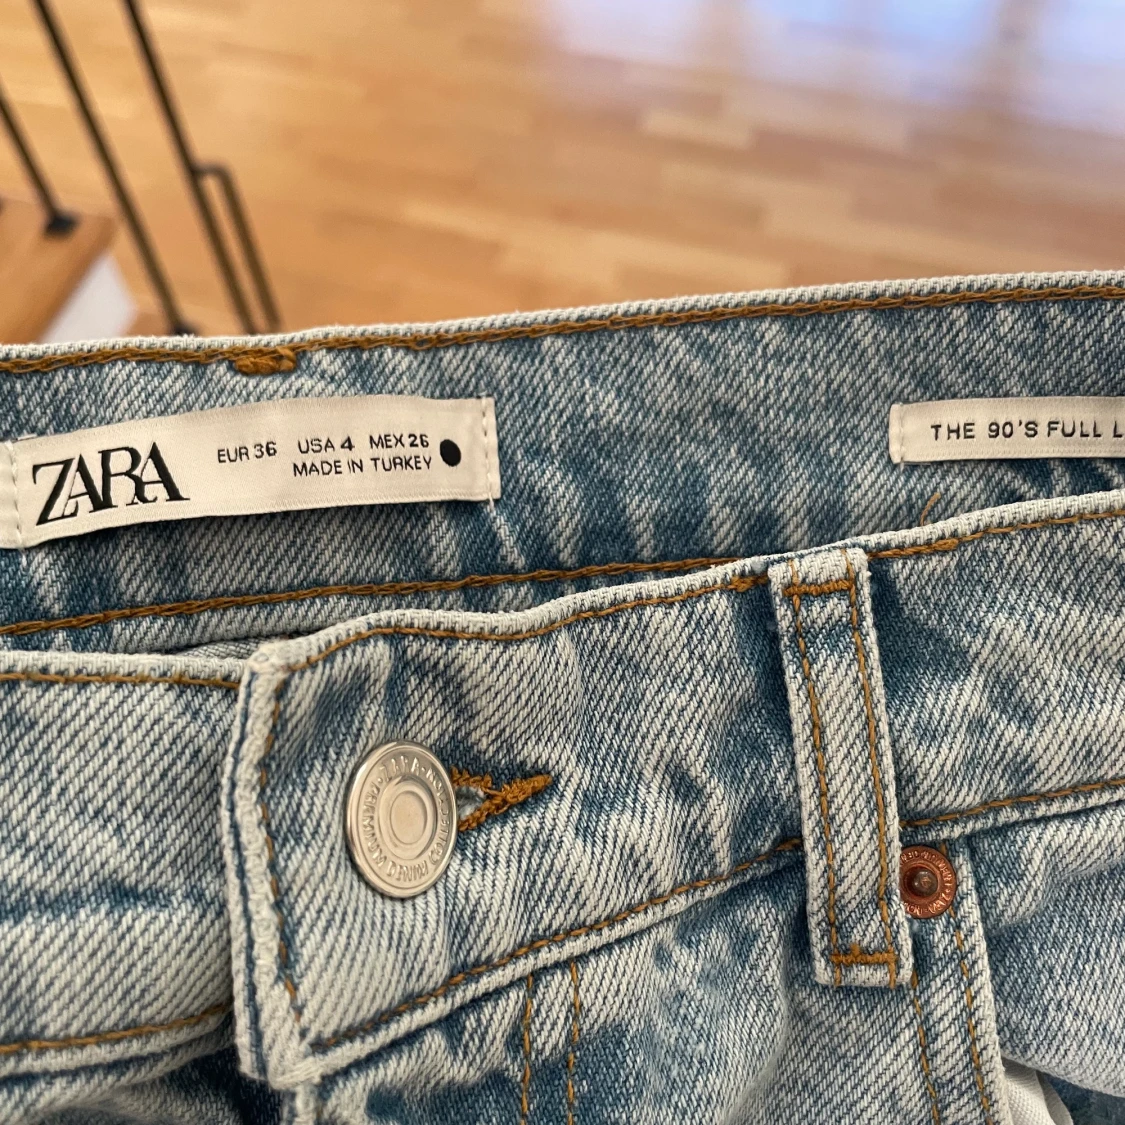 ZARA
EUR 36 USA 4 MEX 26
MADE IN TURKEY
THE 90'S FULL L